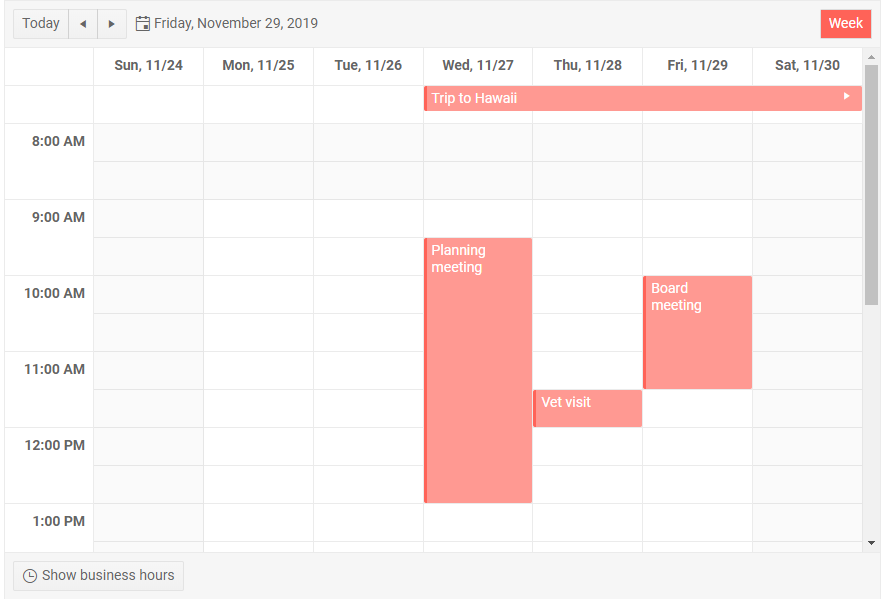 Today Friday, November 29, 2019 Week
Sun, 11/24 Mon, 11/25 Tue, 11/26 Wed, 11/27 Thu, 11/28 Fri, 11/29 Sat, 11/30
Trip to Hawaii
8:00 AM
9:00 AM
Planning
meeting
10:00 AM
Board
meeting
11:00 AM
Vet visit
12:00 PM
1:00 PM
Show business hours